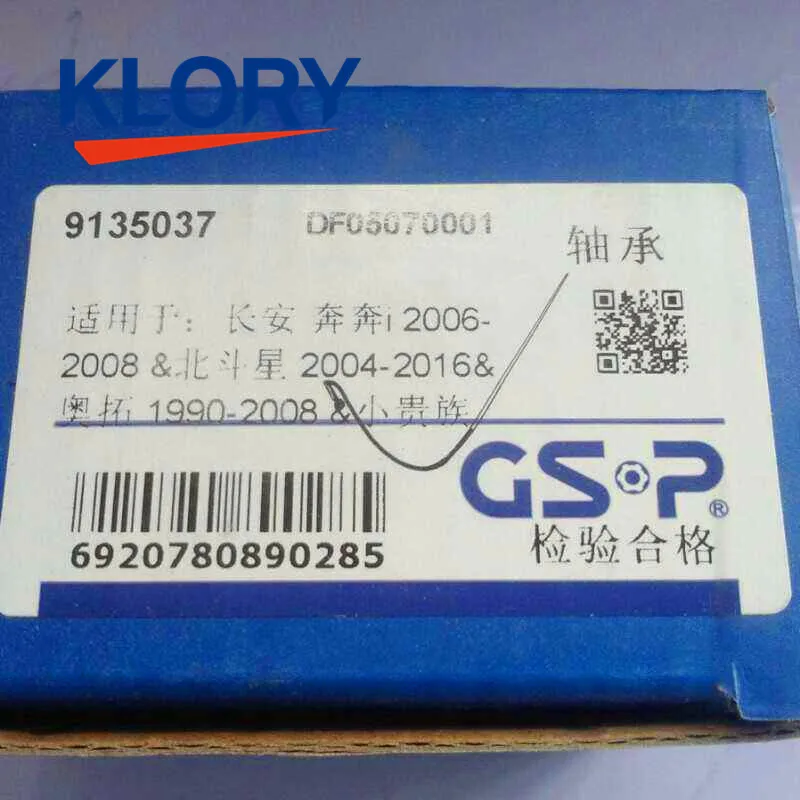 KLORY
9135037 DF05070001
轴承
适用于：长安 奔奔i 2006-
2008 &北斗星 2004-2016&
奥拓 1990-2008 &小贵族
GSP®
6920780890285
检验合格